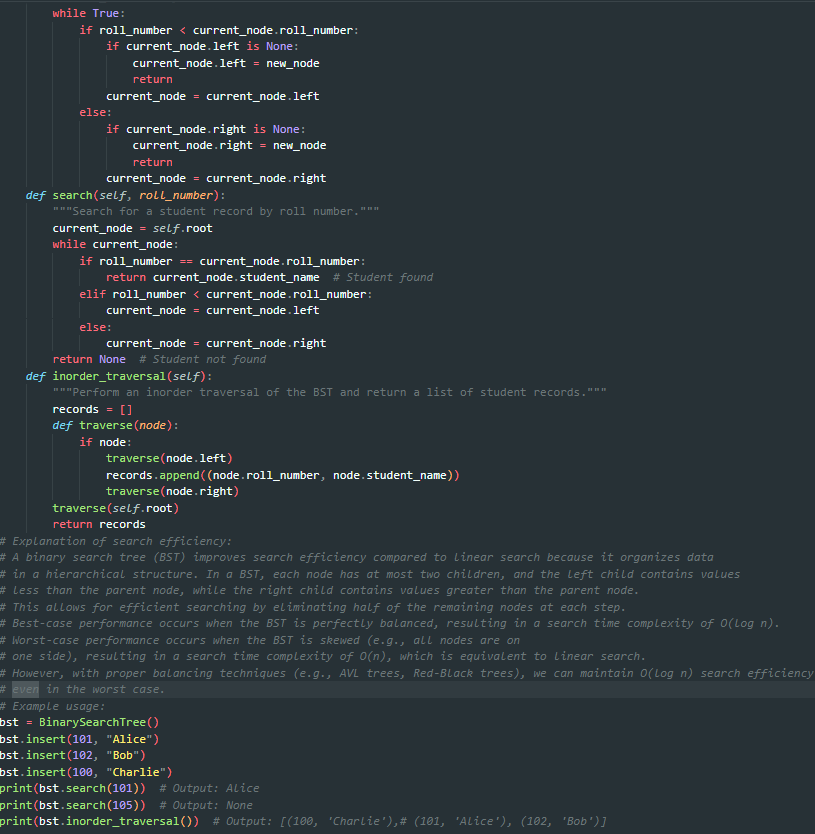 while True:
if roll_number < current_node.roll_number:
if current_node.left is None:
current_node.left = new_node
return
current_node = current_node.left
else:
if current_node.right is None:
current_node.right = new_node
return
current_node = current_node.right
def search(self, roll_number):
"""Search for a student record by roll number."""
current_node = self.root
while current_node:
if roll_number == current_node.roll_number:
return current_node.student_name  # Student found
elif roll_number < current_node.roll_number:
current_node = current_node.left
else:
current_node = current_node.right
return None  # Student not found
def inorder_traversal(self):
"""Perform an inorder traversal of the BST and return a list of student records."""
records = []
def traverse(node):
if node:
traverse(node.left)
records.append((node.roll_number, node.student_name))
traverse(node.right)
traverse(self.root)
return records
# Explanation of search efficiency:
# A binary search tree (BST) improves search efficiency compared to linear search because it organizes data
# in a hierarchical structure. In a BST, each node has at most two children, and the left child contains values
# less than the parent node, while the right child contains values greater than the parent node.
# This allows for efficient searching by eliminating half of the remaining nodes at each step.
# Best-case performance occurs when the BST is perfectly balanced, resulting in a search time complexity of O(log n).
# Worst-case performance occurs when the BST is skewed (e.g., all nodes are on
# one side), resulting in a search time complexity of O(n), which is equivalent to linear search.
# However, with proper balancing techniques (e.g., AVL trees, Red-Black trees), we can maintain O(log n) search efficiency
# even in the worst case.
# Example usage:
bst = BinarySearchTree()
bst.insert(101, "Alice")
bst.insert(102, "Bob")
bst.insert(100, "Charlie")
print(bst.search(101))  # Output: Alice
print(bst.search(105))  # Output: None
print(bst.inorder_traversal())  # Output: [(100, 'Charlie'),# (101, 'Alice'), (102, 'Bob')]